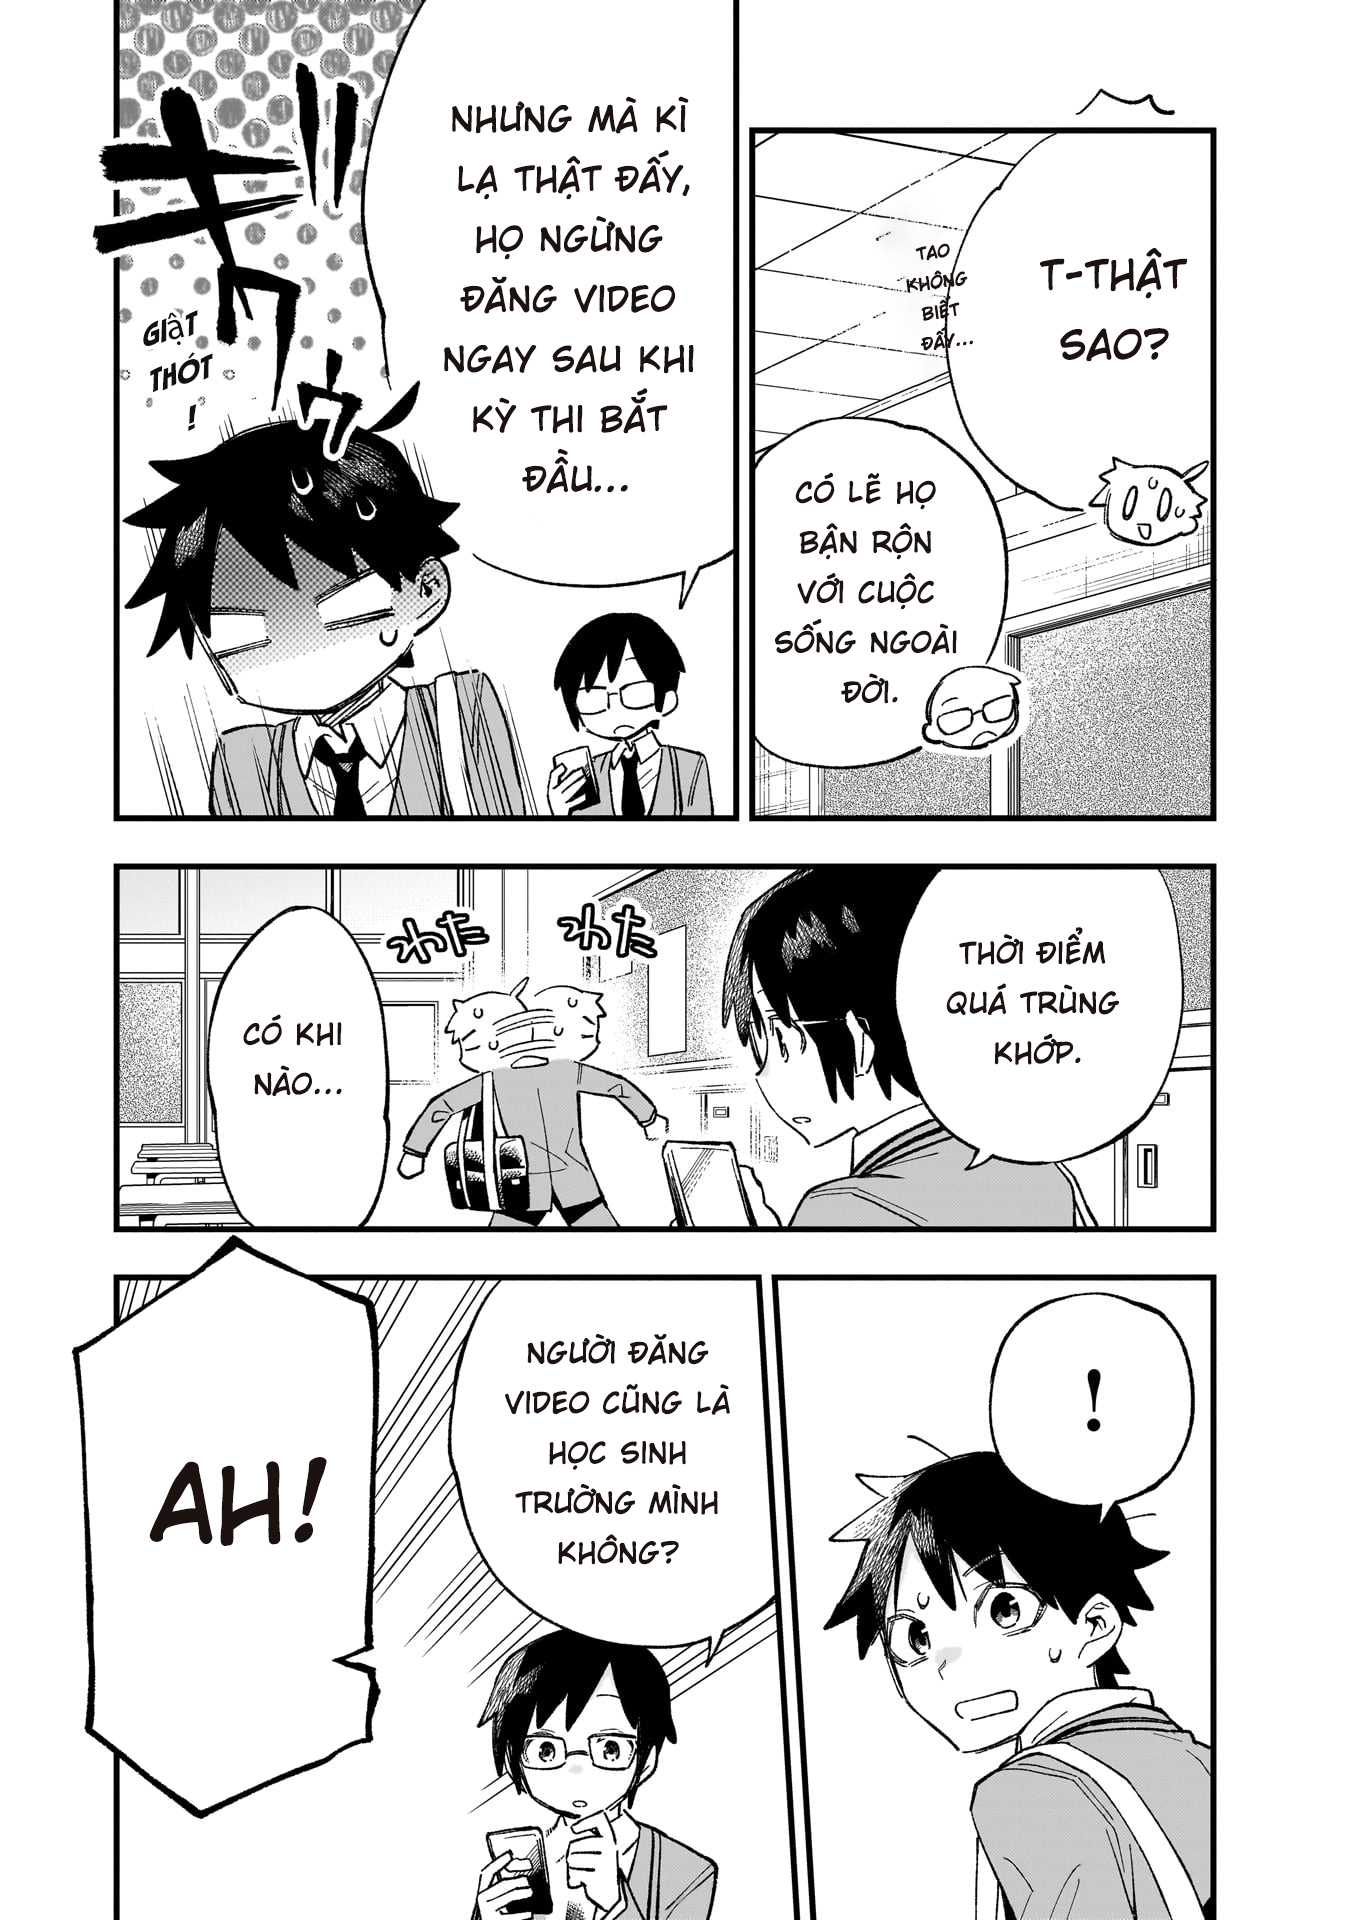 T-THẬT
SAO?
TAO
KHÔNG
BIẾT
ĐẤY...
CÓ LẼ HỌ
BẬN RỘN
VỚI CUỘC
SỐNG NGOÀI
ĐỜI.
NHƯNG MÀ KÌ
LẠ THẬT ĐẤY,
HỌ NGỪNG
ĐĂNG VIDEO
NGAY SAU KHI
KỲ THI BẮT
ĐẦU...
ギクゥ"
GIẬT
THÓT
!
THỜI ĐIỂM
QUÁ TRÙNG
KHỚP.
わた
わた
CÓ KHI
NÀO...
!
NGƯỜI ĐĂNG
VIDEO CŨNG LÀ
HỌC SINH
TRƯỜNG MÌNH
KHÔNG?
AH!